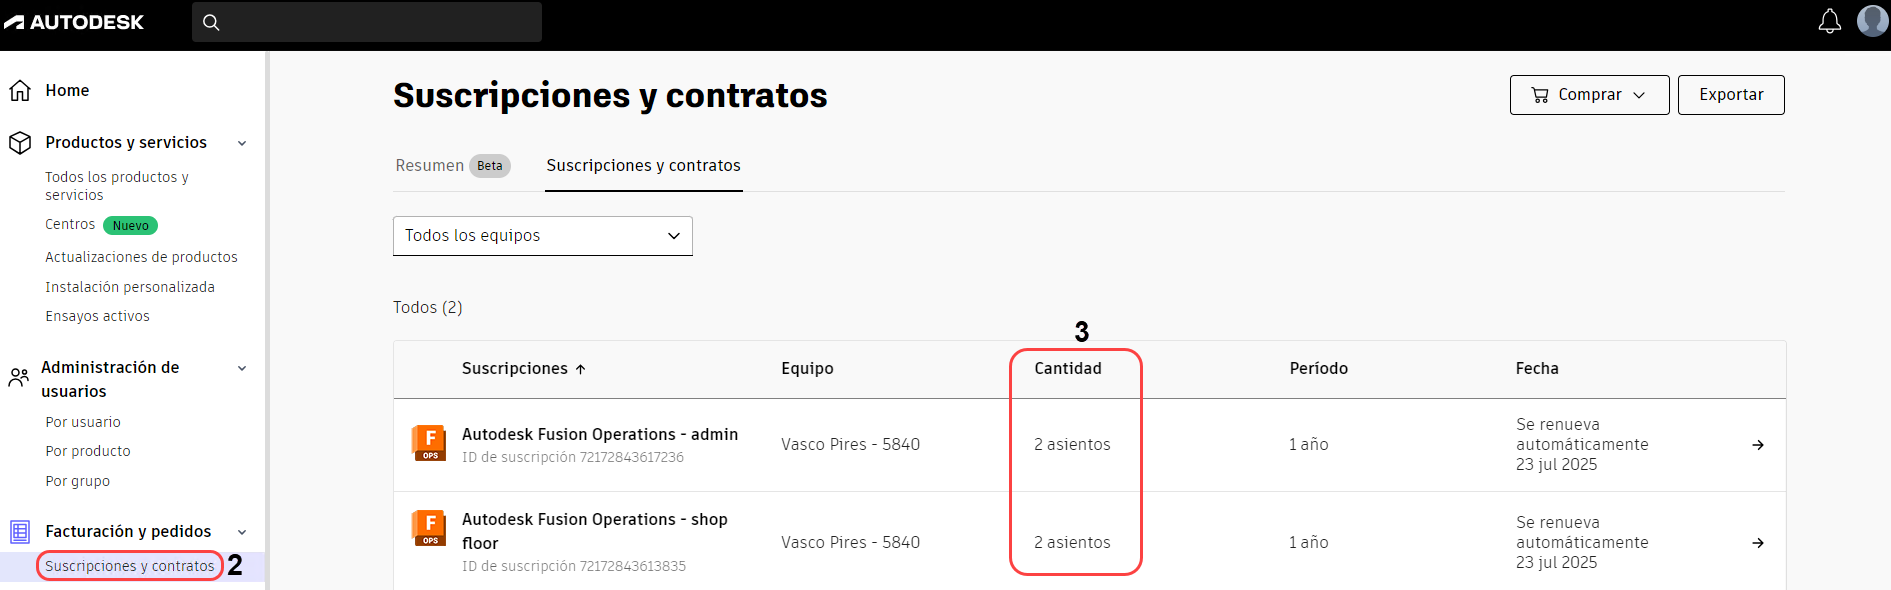 AUTODESK
Home
Productos y servicios
Todos los productos y
servicios
Centros Nuevo
Actualizaciones de productos
Instalación personalizada
Ensayos activos
Administración de
usuarios
Por usuario
Por producto
Por grupo
Facturación y pedidos
Suscripciones y contratos 2
Suscripciones y contratos
Comprar
Exportar
Resumen Beta Suscripciones y contratos
Todos los equipos
Todos (2)
3
Suscripciones Equipo Cantidad Período Fecha
Autodesk Fusion Operations - admin
ID de suscripción 72172843617236
Vasco Pires - 5840
2 asientos
1 año
Se renueva
automáticamente
23 jul 2025
F
OPS
Autodesk Fusion Operations - shop
floor
ID de suscripción 72172843613835
Vasco Pires - 5840
2 asientos
1 año
Se renueva
automáticamente
23 jul 2025
F
OPS